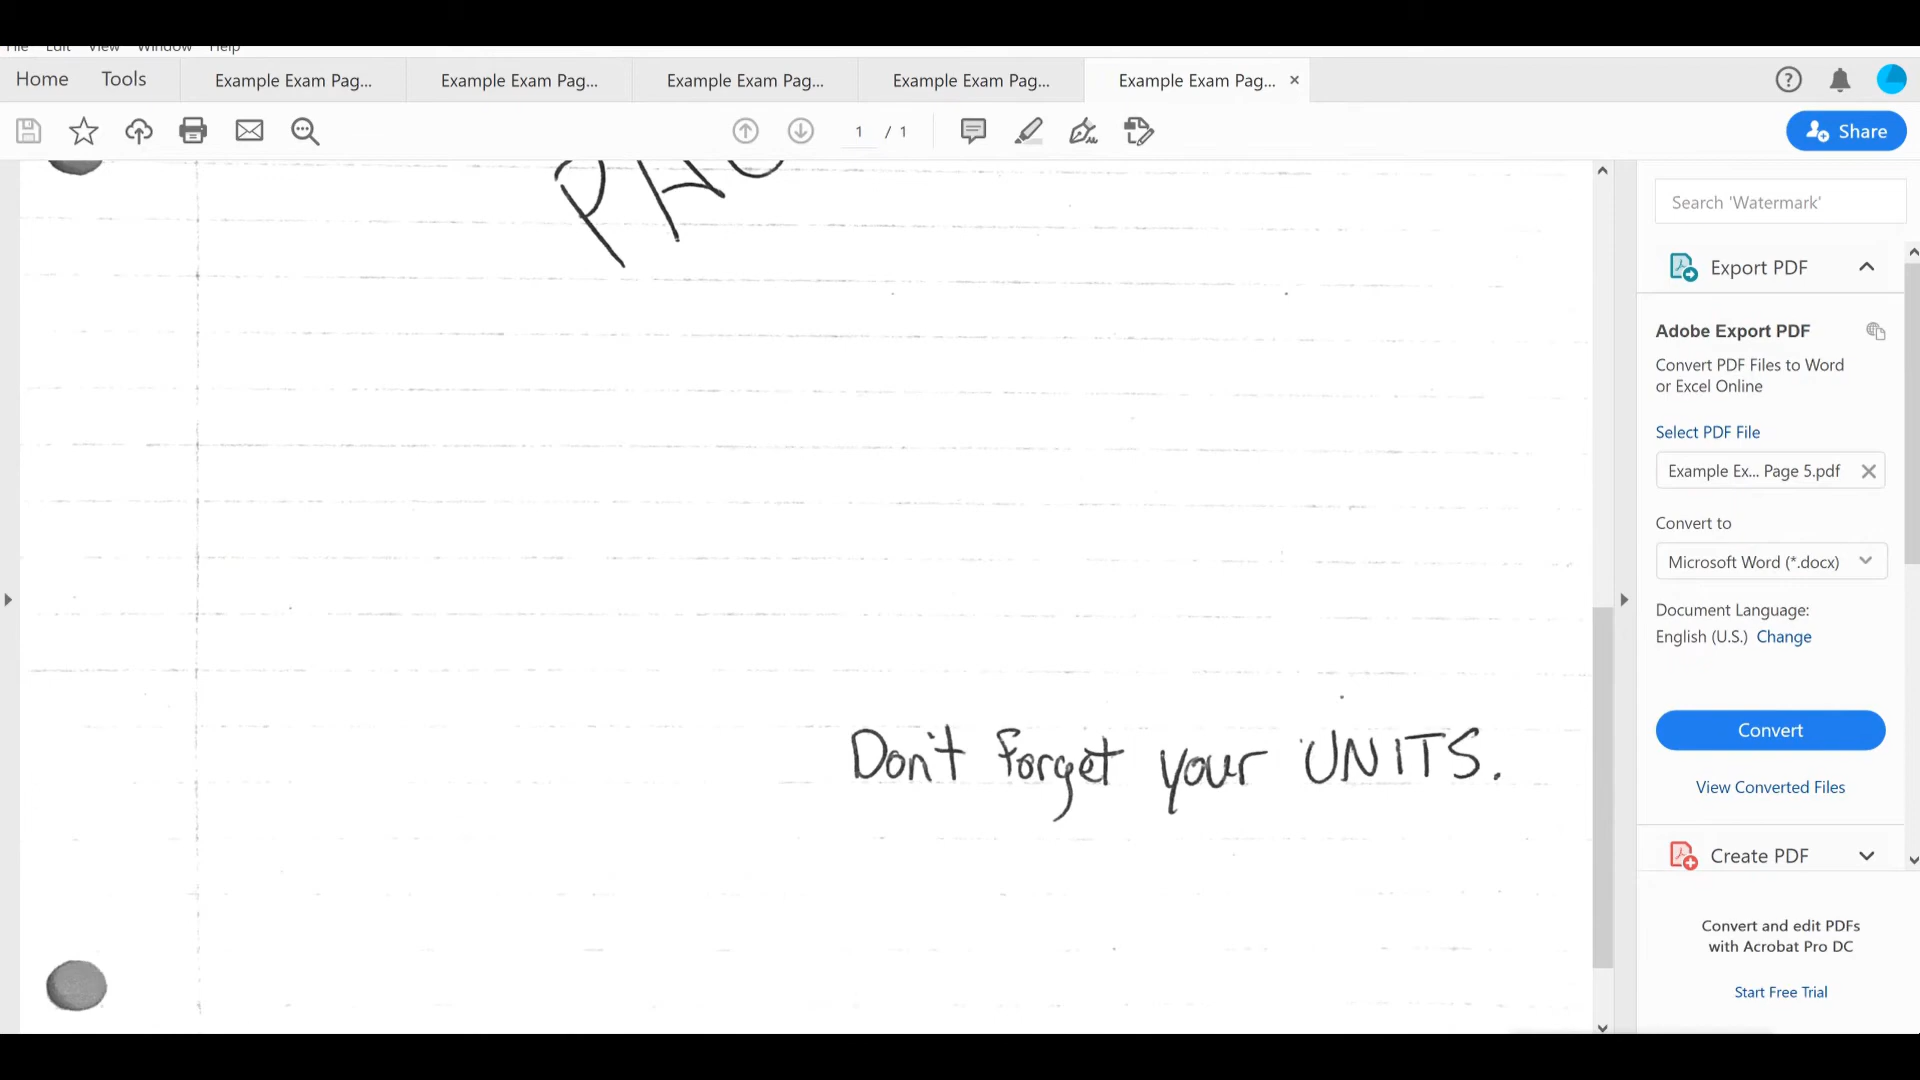 File Edit View Window Help
Home Tools Example Exam Pag... Example Exam Pag... Example Exam Pag... Example Exam Pag... Example Exam Pag...
1 / 1
Share
Search 'Watermark'
Export PDF
Adobe Export PDF
Convert PDF Files to Word
or Excel Online
Select PDF File
Example Ex... Page 5.pdf
Convert to
Microsoft Word (*.docx)
Document Language:
English (U.S.) Change
Convert
View Converted Files
Create PDF
Convert and edit PDFs
with Acrobat Pro DC
Start Free Trial
Don't forget your UNITS.